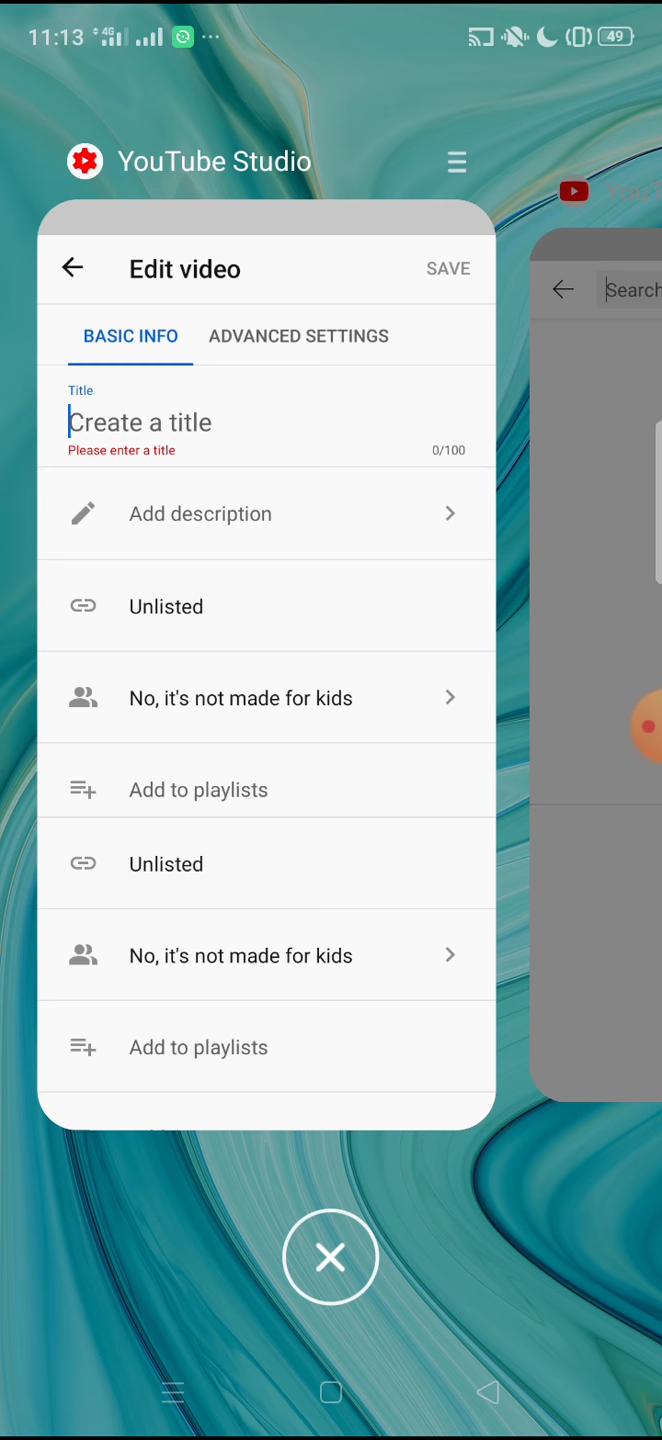 11:13 4G 49
YouTube Studio
Edit video SAVE
Search
BASIC INFO ADVANCED SETTINGS
Title
Create a title
Please enter a title 0/100
Add description
Unlisted
No, it's not made for kids
Add to playlists
Unlisted
No, it's not made for kids
Add to playlists